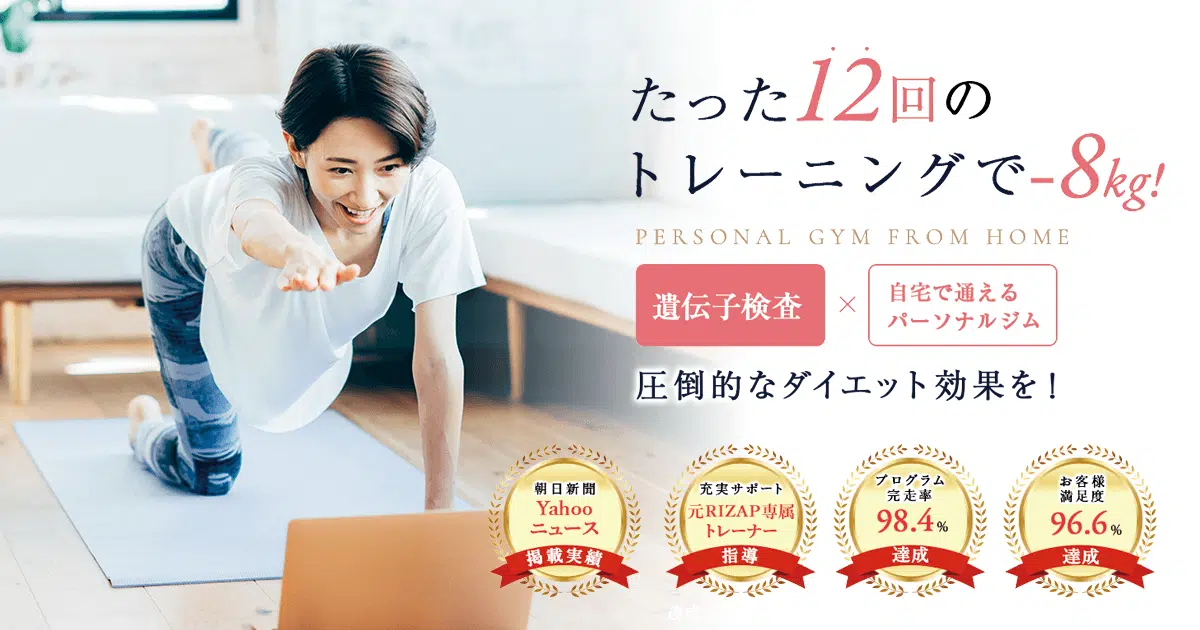 たった12回の
トレーニングで-8kg!
PERSONAL GYM FROM HOME
遺伝子検査
×
自宅で通える
パーソナルジム
圧倒的なダイエット効果を!
朝日新聞
Yahoo
ニュース
掲載実績
充実サポート
元RIZAP専属
トレーナー
指導
プログラム
完走率
98.4%
達成
お客様
満足度
96.6%
達成
達成